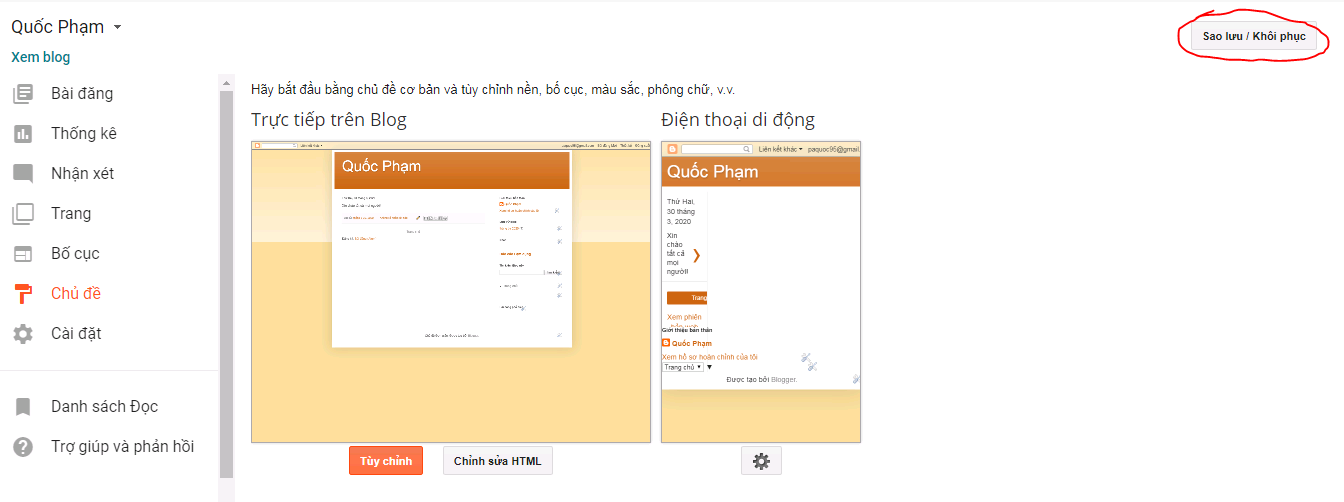 Quốc Phạm
Sao lưu / Khôi phục
Xem blog
Bài đăng
Thống kê
Nhận xét
Trang
Bố cục
Chủ đề
Cài đặt
Danh sách Đọc
Trợ giúp và phản hồi
Hãy bắt đầu bằng chủ đề cơ bản và tùy chỉnh nền, bố cục, màu sắc, phông chữ, v.v.
Trực tiếp trên Blog
Quốc Phạm
Tùy chỉnh
Chỉnh sửa HTML
Điện thoại di động
Liên kết khác paquoc95@gmail.
Quốc Phạm
Thứ Hai,
30 tháng
3, 2020
Xin
chào
tất cả
mọi
người!
Trang
Xem phiên
Giới thiệu bản thân
Quốc Phạm
Xem hồ sơ hoàn chỉnh của tôi
Trang chủ
Được tạo bởi Blogger.